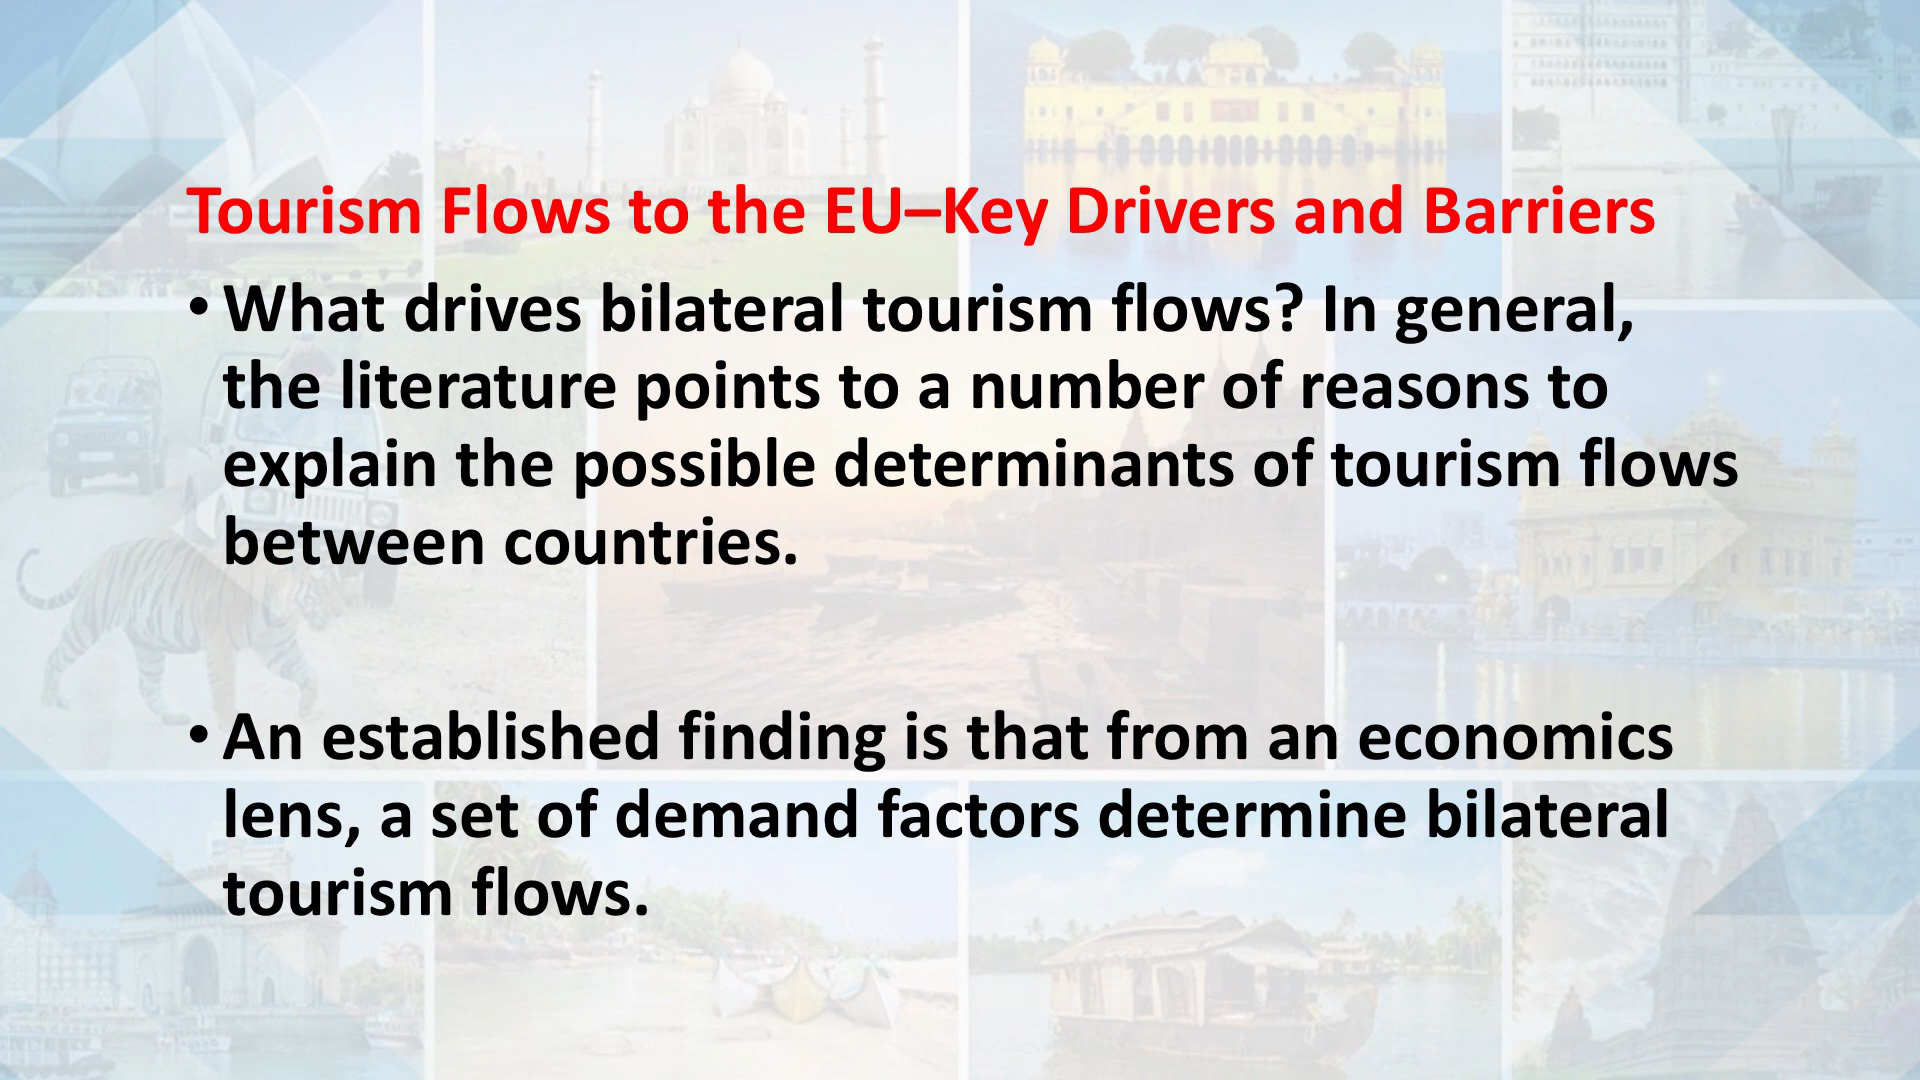 Tourism Flows to the EU–Key Drivers and Barriers
• What drives bilateral tourism flows? In general,
the literature points to a number of reasons to
explain the possible determinants of tourism flows
between countries.
• An established finding is that from an economics
lens, a set of demand factors determine bilateral
tourism flows.